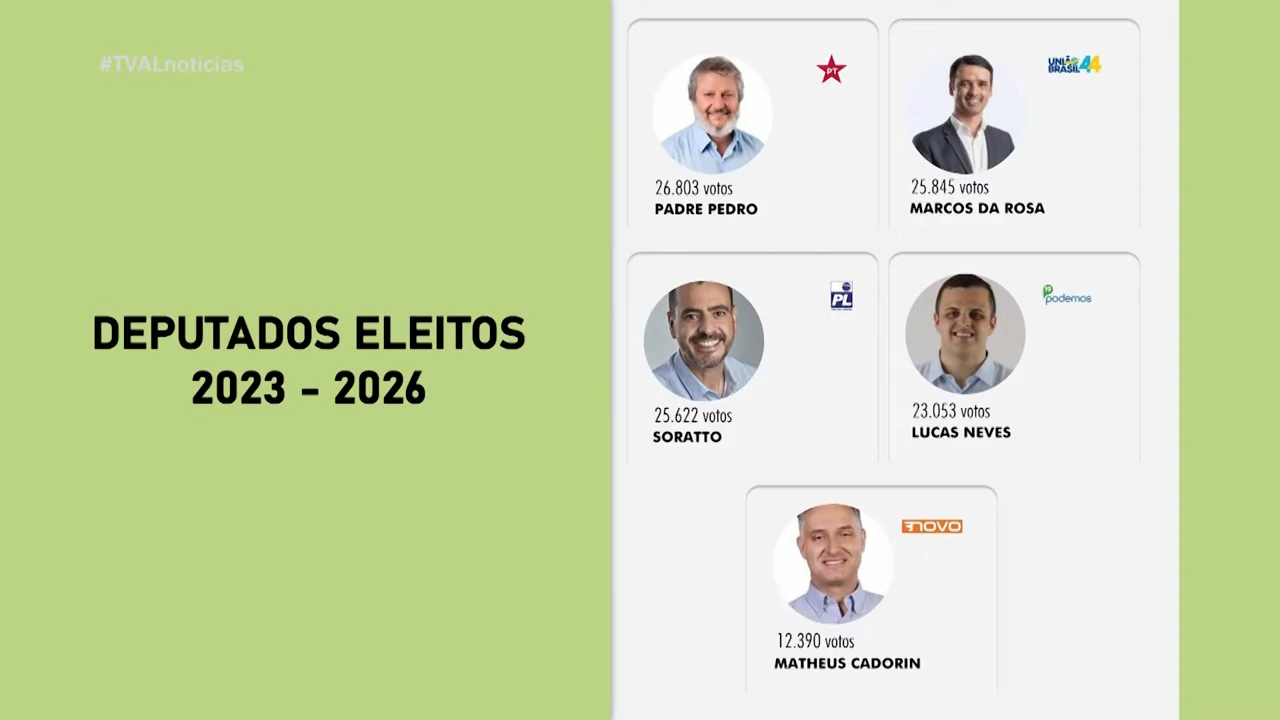 #TVALnoticias
DEPUTADOS ELEITOS
2023 - 2026
PT
26.803 votos
PADRE PEDRO
UNIÃO
BRASIL 44
25.845 votos
MARCOS DA ROSA
PL
25.622 votos
SORATTO
19
podemos
23.053 votos
LUCAS NEVES
NOVO
12.390 votos
MATHEUS CADORIN